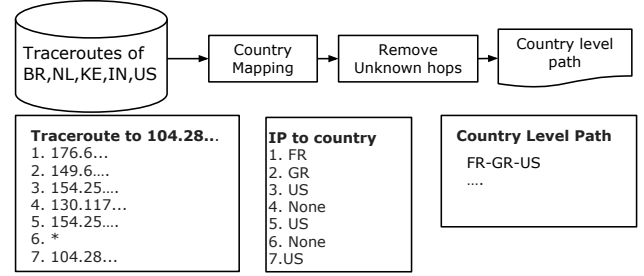 Traceroutes of
BR,NL,KE,IN,US
Country
Mapping
Remove
Unknown hops
Country level
path
Traceroute to 104.28...
1. 176.6...
2. 149.6....
3. 154.25....
4. 130.117...
5. 154.25....
6. *
7. 104.28...
IP to country
1. FR
2. GR
3. US
4. None
5. US
6. None
7.US
Country Level Path
FR-GR-US
....